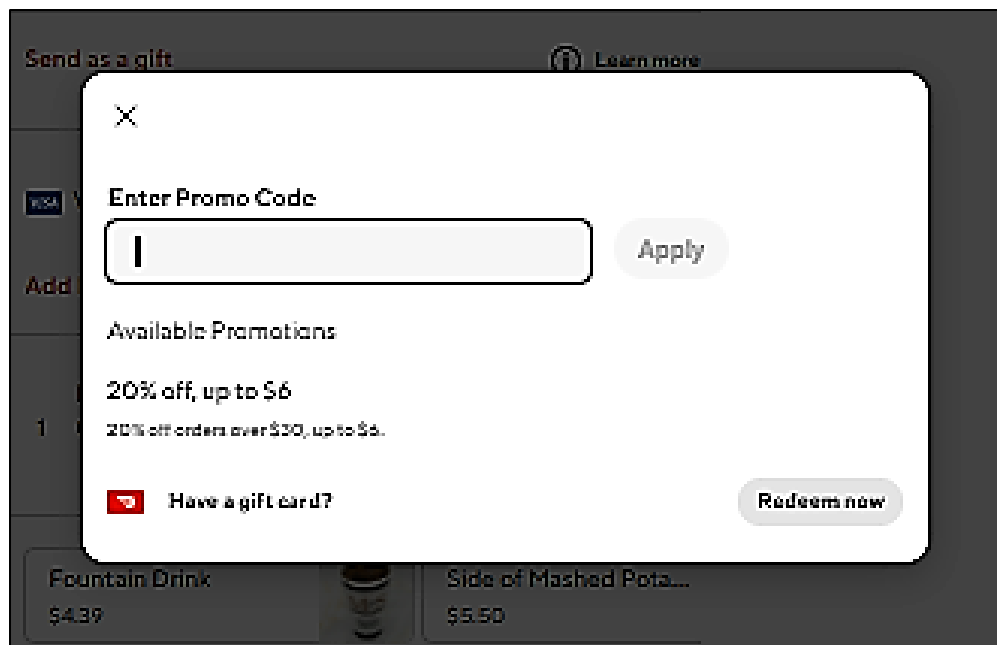 Send as a gift
Learn more
Enter Promo Code
VISA
Apply
Add
Available Promotions
20% off, up to $6
20% off orders over $30, up to $6.
1
Have a gift card?
Redeem now
Fountain Drink
Side of Mashed Pota...
$4.39
$5.50